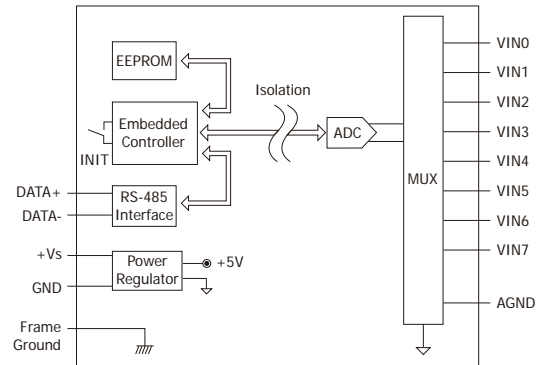 EEPROM
Isolation
Embedded
Controller
INIT
ADC
MUX
VIN0
VIN1
VIN2
VIN3
VIN4
VIN5
VIN6
VIN7
AGND
DATA+
DATA-
RS-485
Interface
+Vs
GND
Power
Regulator
+5V
Frame
Ground